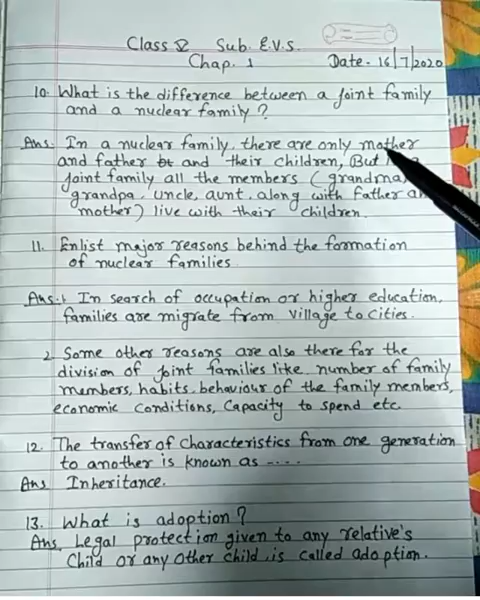 Class V Sub. E.V.S.
Chap. 1 Date - 16/7/2020
10. What is the difference between a joint family
and a nuclear family?
Ans. In a nuclear family, there are only mother
and father and their children, But
joint family all the members (grandma,
grandpa, uncle, aunt, along with father
mother) live with their children.
11. Enlist major reasons behind the formation
of nuclear families.
Ans. 1 In search of occupation or higher education,
families are migrate from village to cities.
2 Some other reasons are also there for the
division of joint families like number of family
members, habits, behaviour of the family members,
economic conditions, Capacity to spend etc.
12. The transfer of characteristics from one generation
to another is known as ....
Ans Inheritance.
13. What is adoption?
Ans. Legal protection given to any relative's
child or any other child is called adoption.